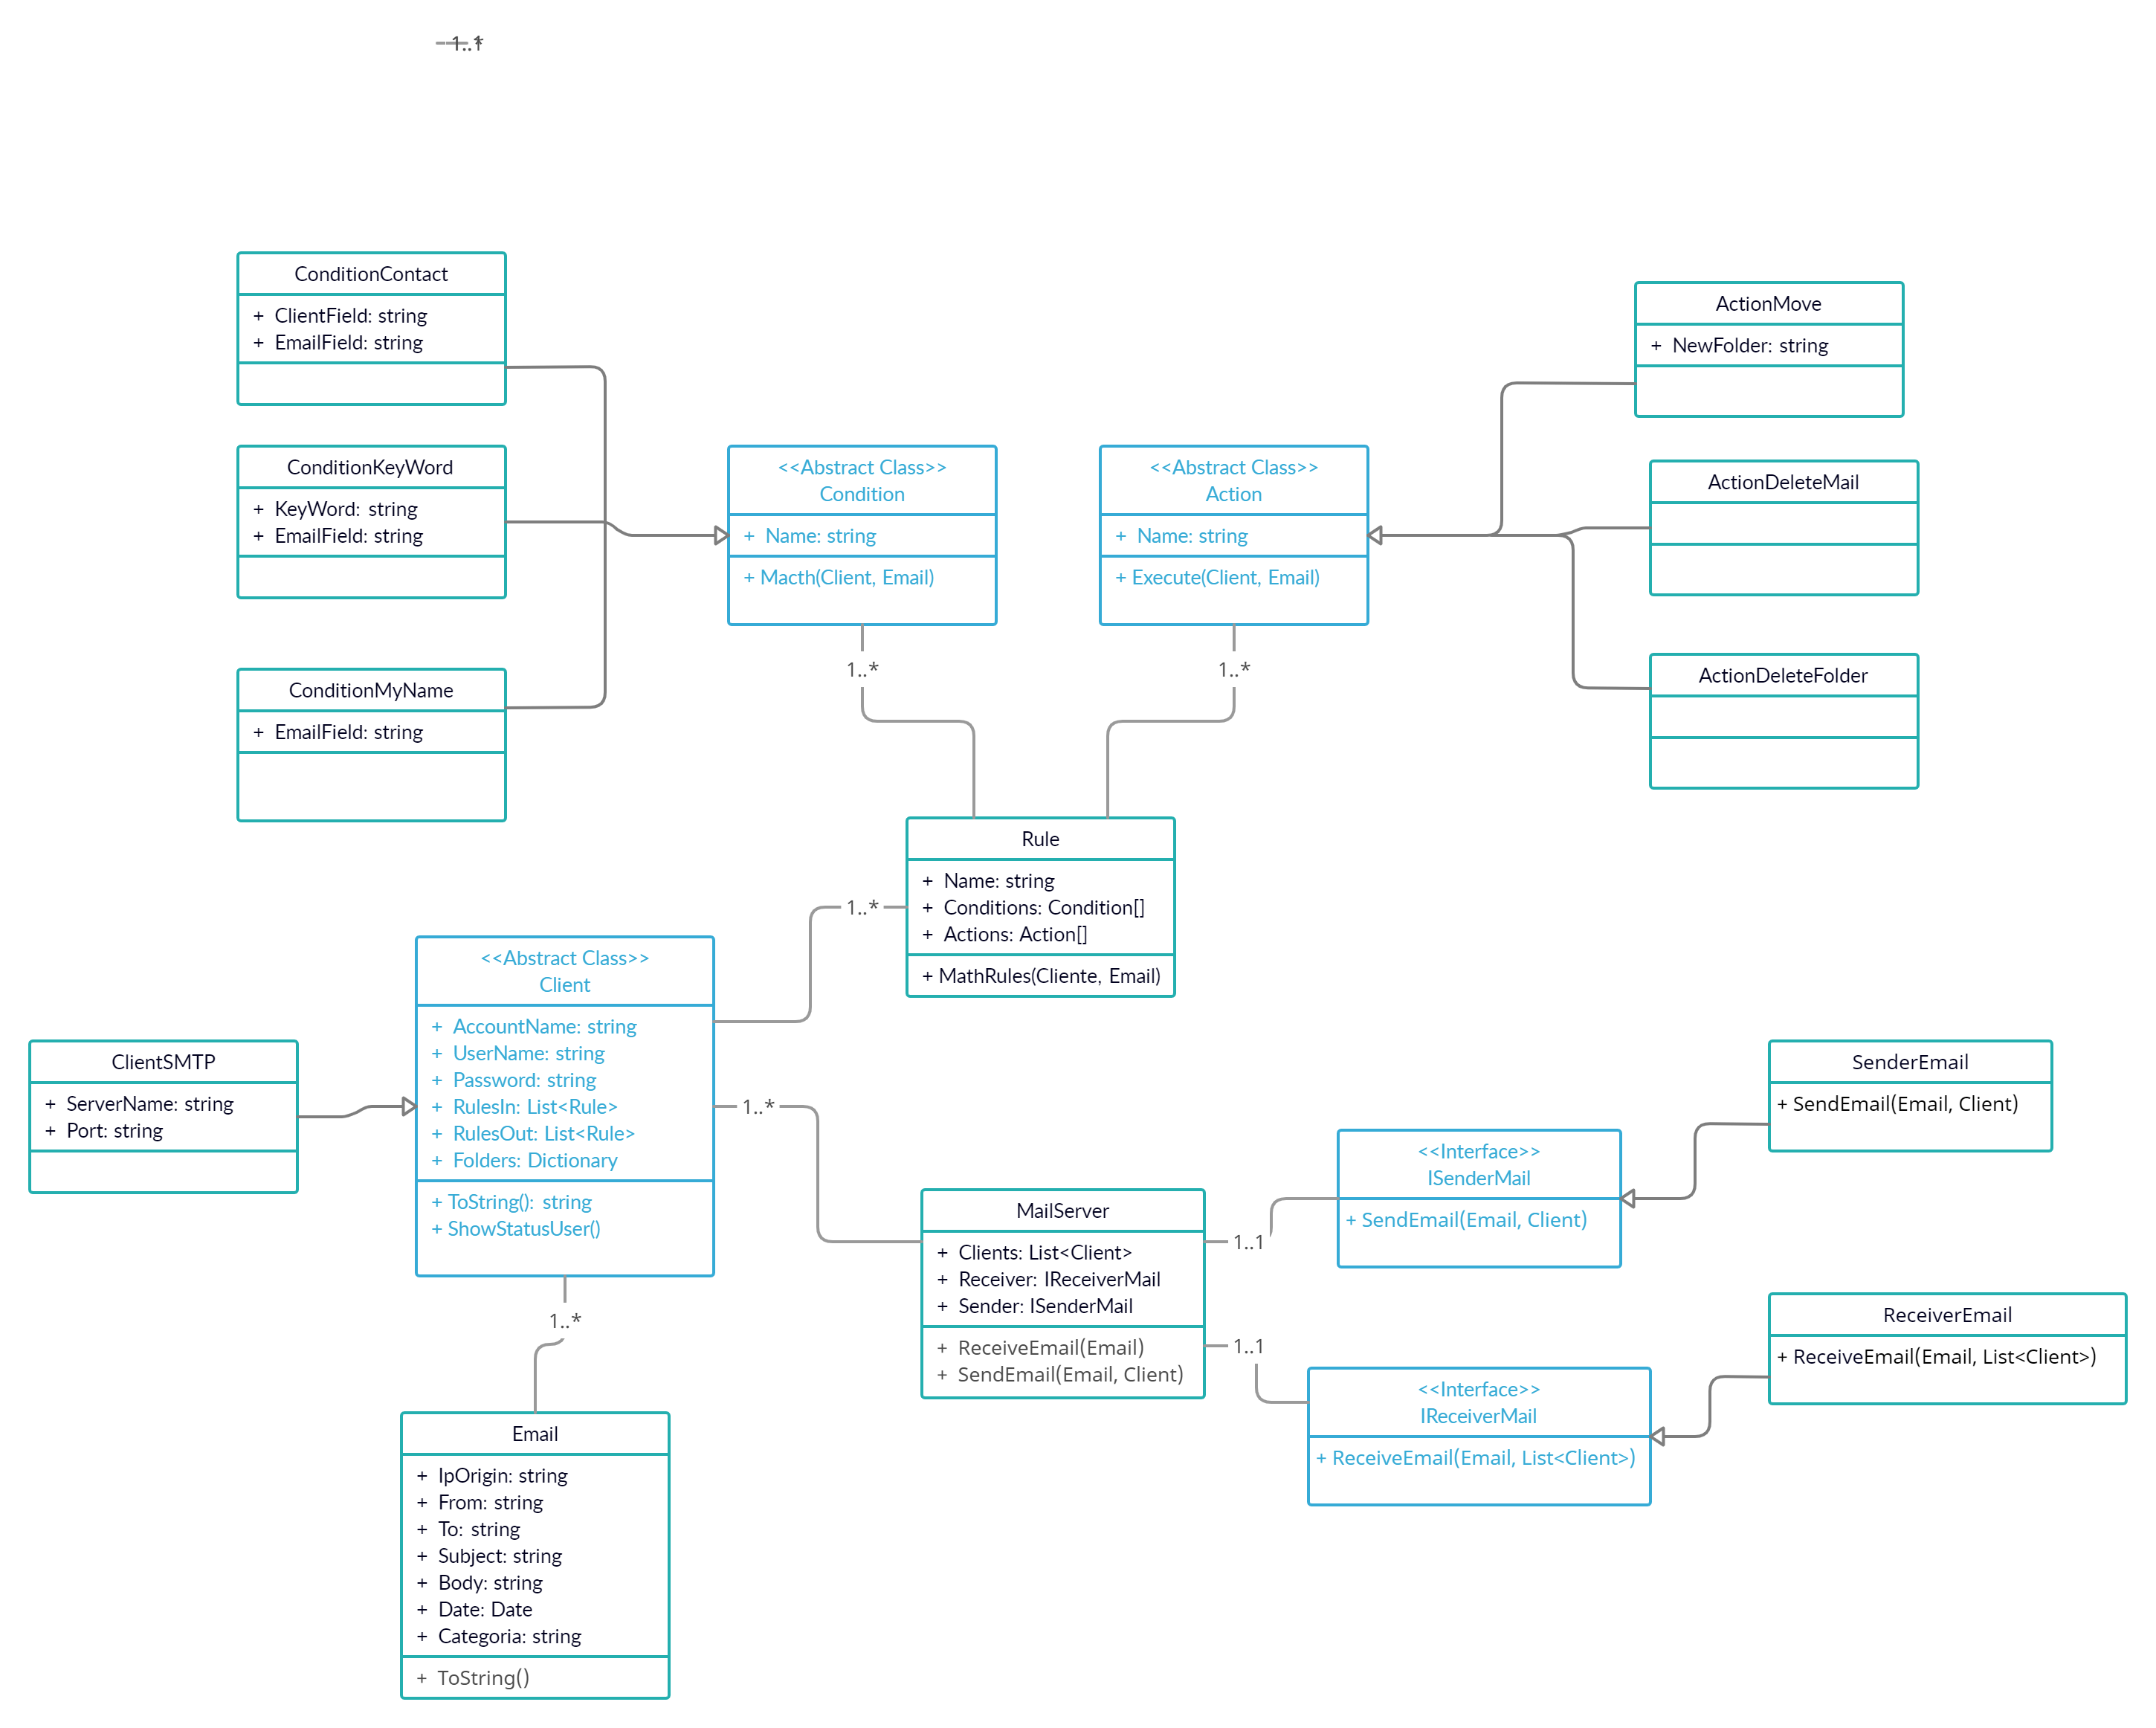 1..*
1..1
ConditionContact
+ ClientField: string
+ EmailField: string
ActionMove
+ NewFolder: string
ConditionKeyWord
+ KeyWord: string
+ EmailField: string
<<Abstract Class>>
Condition
+ Name: string
+ Macth(Client, Email)
<<Abstract Class>>
Action
+ Name: string
+ Execute(Client, Email)
ActionDeleteMail
1..*
1..*
ConditionMyName
+ EmailField: string
ActionDeleteFolder
Rule
+ Name: string
+ Conditions: Condition[]
+ Actions: Action[]
+ MathRules(Cliente, Email)
1..*
<<Abstract Class>>
Client
+ AccountName: string
+ UserName: string
+ Password: string
+ RulesIn: List<Rule>
+ RulesOut: List<Rule>
+ Folders: Dictionary
+ ToString(): string
+ ShowStatusUser()
ClientSMTP
+ ServerName: string
+ Port: string
1..*
SenderEmail
+ SendEmail(Email, Client)
<<Interface>>
ISenderMail
+ SendEmail(Email, Client)
MailServer
+ Clients: List<Client>
+ Receiver: IReceiverMail
+ Sender: ISenderMail
+ ReceiveEmail(Email)
+ SendEmail(Email, Client)
1..1
1..1
ReceiverEmail
+ ReceiveEmail(Email, List<Client>)
<<Interface>>
IReceiverMail
+ ReceiveEmail(Email, List<Client>)
1..*
Email
+ IpOrigin: string
+ From: string
+ To: string
+ Subject: string
+ Body: string
+ Date: Date
+ Categoria: string
+ ToString()